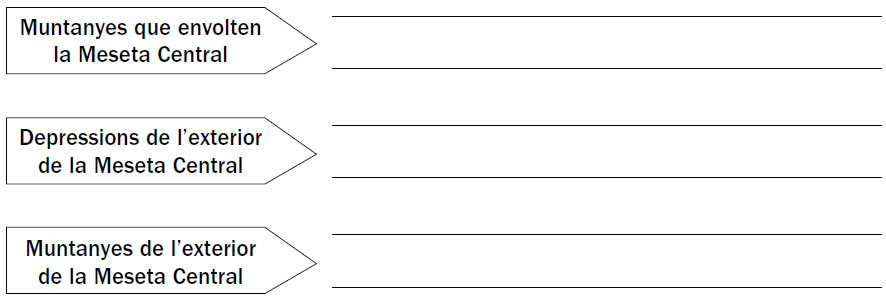 Muntanyes que envolten
la Meseta Central
Depressions de l'exterior
de la Meseta Central
Muntanyes de l'exterior
de la Meseta Central